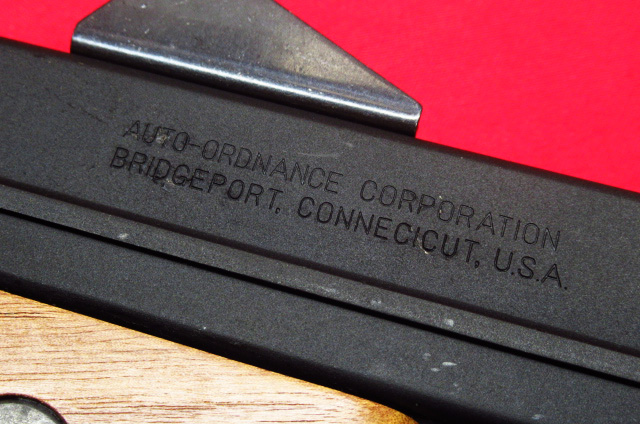 AUTO-ORDNANCE CORPORATION
BRIDGEPORT, CONNECICUT, U.S.A.